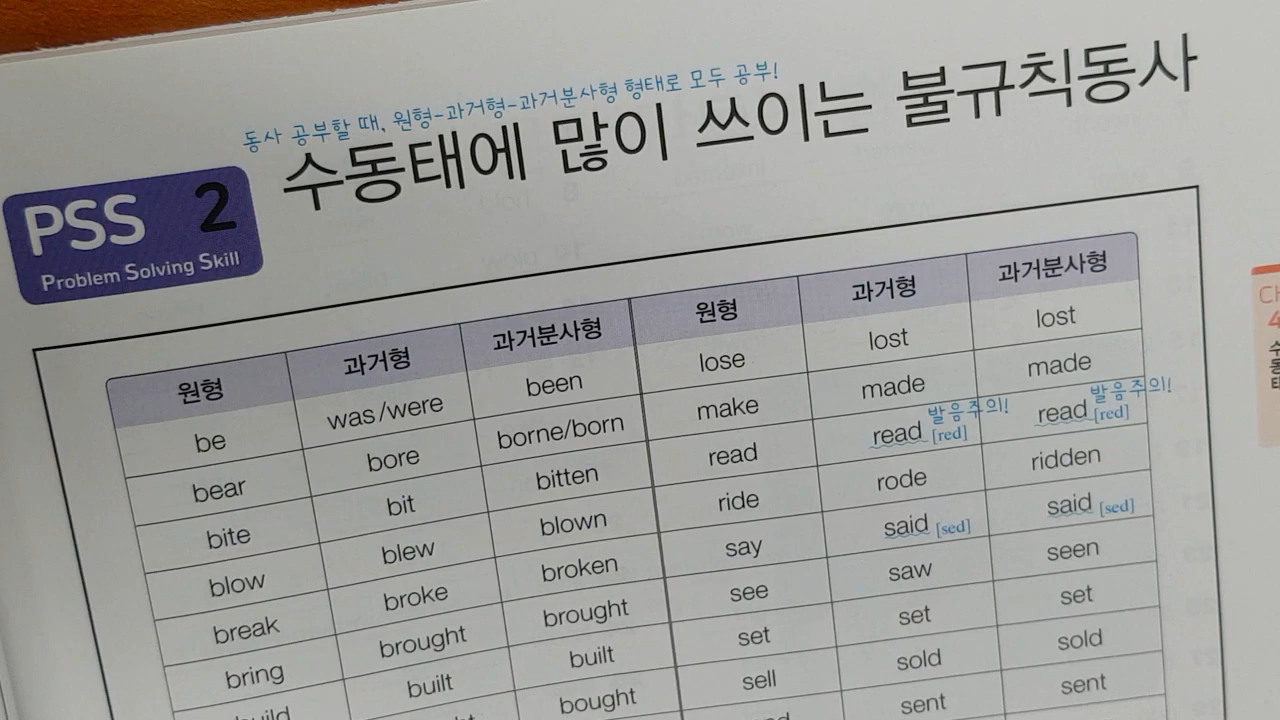 동사 공부할 때, 원형-과거형-과거분사형 형태로 모두 공부!
PSS 2
Problem Solving Skill
수동태에 많이 쓰이는 불규칙동사
원형 과거형 과거분사형 원형 과거형 과거분사형
be was/were been lose lost lost
bear bore borne/born make made made
발음주의! 발음주의!
bite bit bitten read read [red] read [red]
blow blew blown ride rode ridden
break broke broken say said [sed] said [sed]
bring brought brought see saw seen
built built set set set
bought sell sold sold
sent sent
4
수동태